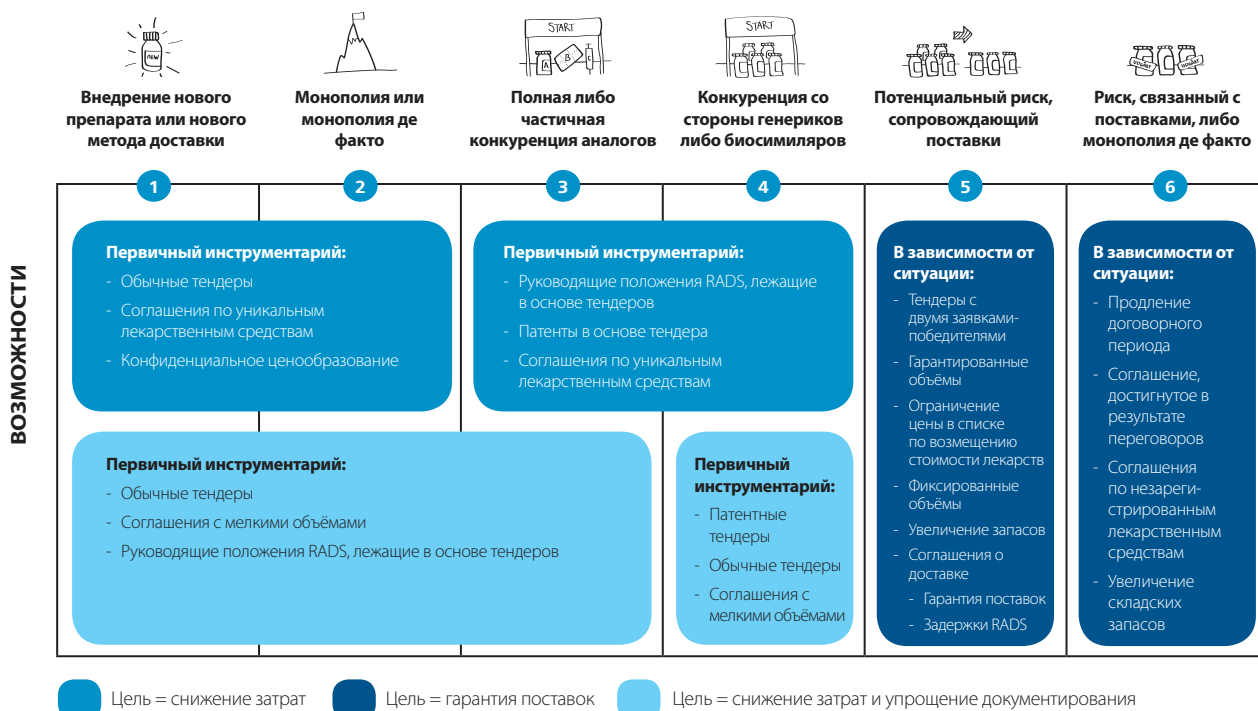 new
START
A
B
C
START
Внедрение нового
препарата или нового
метода доставки
Монополия или
монополия де
факто
Полная либо
частичная
конкуренция аналогов
Конкуренция со
стороны генериков
либо биосимиляров
Потенциальный риск,
сопровождающий
поставки
Риск, связанный с
поставками, либо
монополия де факто
1
2
3
4
5
6
ВОЗМОЖНОСТИ
Первичный инструментарий:
- Обычные тендеры
- Соглашения по уникальным
лекарственным средствам
- Конфиденциальное ценообразование
Первичный инструментарий:
- Руководящие положения RADS, лежащие
в основе тендеров
- Патенты в основе тендера
- Соглашения по уникальным
лекарственным средствам
В зависимости от
ситуации:
- Тендеры с
двумя заявками-
победителями
- Гарантированные
объёмы
- Ограничение
цены в списке
по возмещению
стоимости лекарств
- Фиксированные
объёмы
- Увеличение запасов
- Соглашения о
доставке
- Гарантия поставок
- Задержки RADS
В зависимости от
ситуации:
- Продление
договорного
периода
- Соглашение,
достигнутое в
результате
переговоров
- Соглашения
по незареги-
стрированным
лекарственным
средствам
- Увеличение
складских
запасов
Первичный инструментарий:
- Обычные тендеры
- Соглашения с мелкими объёмами
- Руководящие положения RADS, лежащие в основе тендеров
Первичный
инструментарий:
- Патентные
тендеры
- Обычные тендеры
- Соглашения с
мелкими объёмами
Цель = снижение затрат
Цель = гарантия поставок
Цель = снижение затрат и упрощение документирования